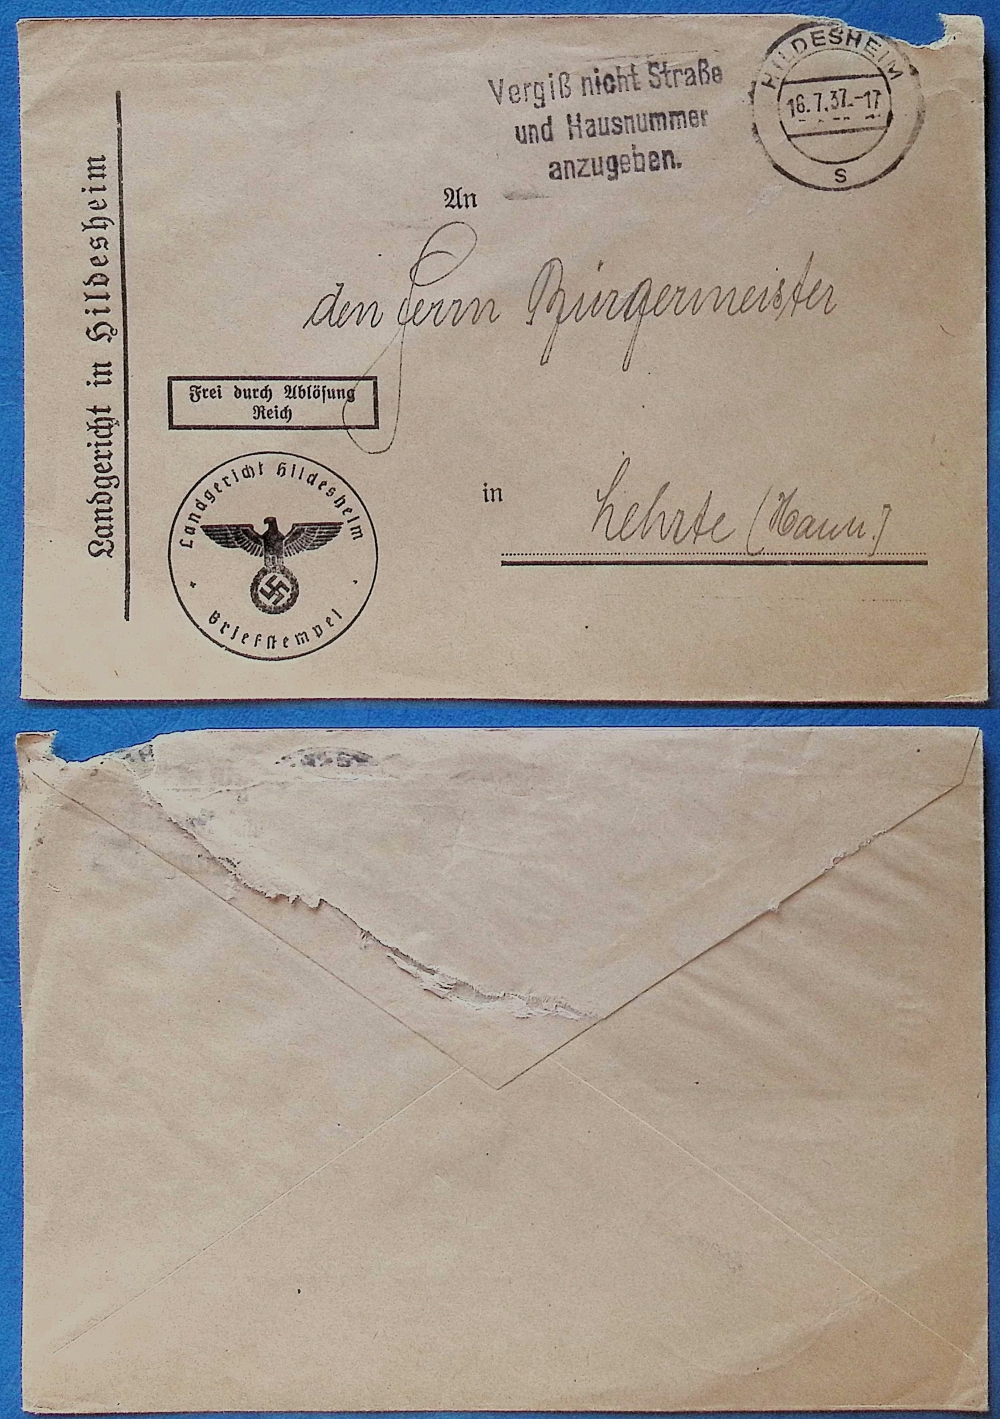 Vergiß nicht Straße
und Hausnummer
anzugeben.
HILDESHEIM
16.7.37.-17
S
Landgericht in Hildesheim
An
den Herrn Bürgermeister
Frei durch Ablösung
Reich
in Lehrte (Hann.)
Landgericht Hildesheim
Briefstempel